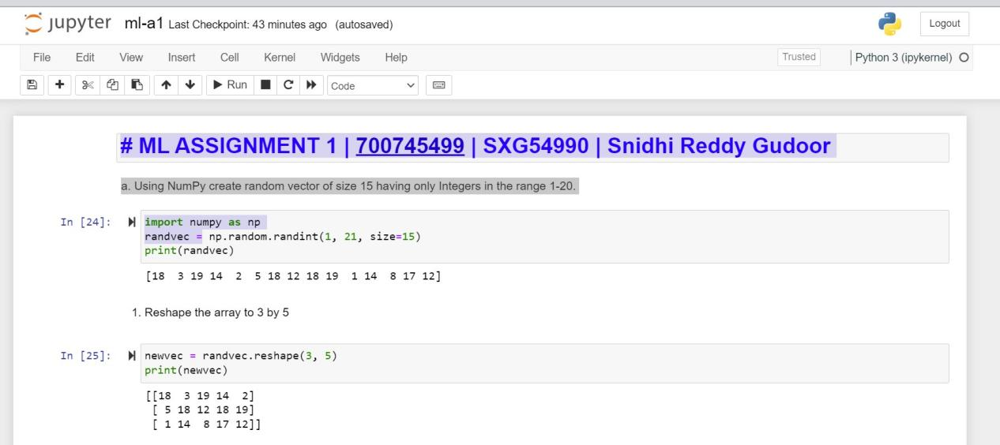 jupyter ml-a1 Last Checkpoint: 43 minutes ago (autosaved) Logout
File Edit View Insert Cell Kernel Widgets Help Trusted Python 3 (ipykernel)
Run Code
# ML ASSIGNMENT 1 | 700745499 | SXG54990 | Snidhi Reddy Gudoor
a. Using NumPy create random vector of size 15 having only Integers in the range 1-20.
In [24]: import numpy as np
randvec = np.random.randint(1, 21, size=15)
print(randvec)
[18  3 19 14  2  5 18 12 18 19  1 14  8 17 12]
1. Reshape the array to 3 by 5
In [25]: newvec = randvec.reshape(3, 5)
print(newvec)
[[18  3 19 14  2]
 [ 5 18 12 18 19]
 [ 1 14  8 17 12]]